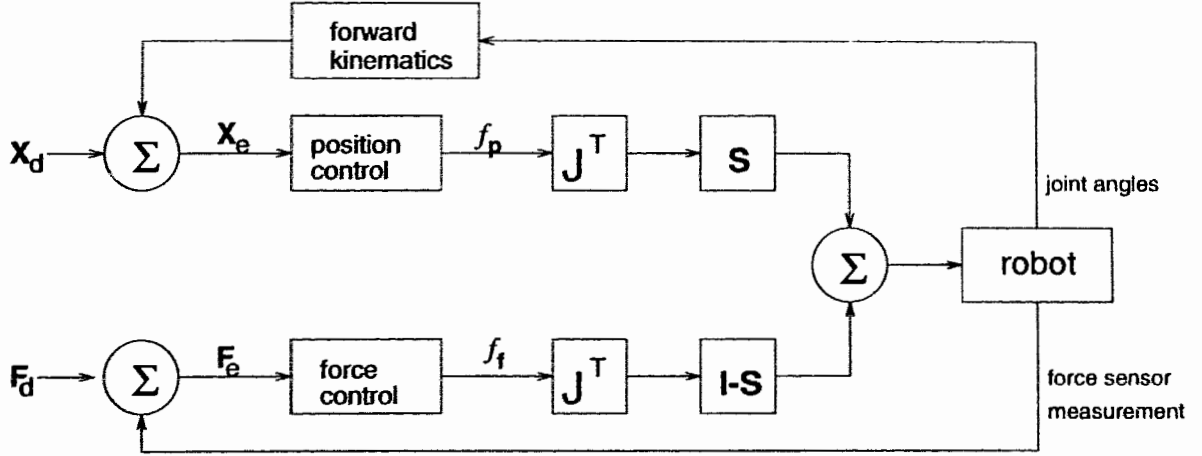 forward
kinematics
X_d
Σ
X_e
position
control
f_p
J^T
S
joint angles
Σ
robot
F_d
Σ
F_e
force
control
f_f
J^T
I-S
force sensor
measurement